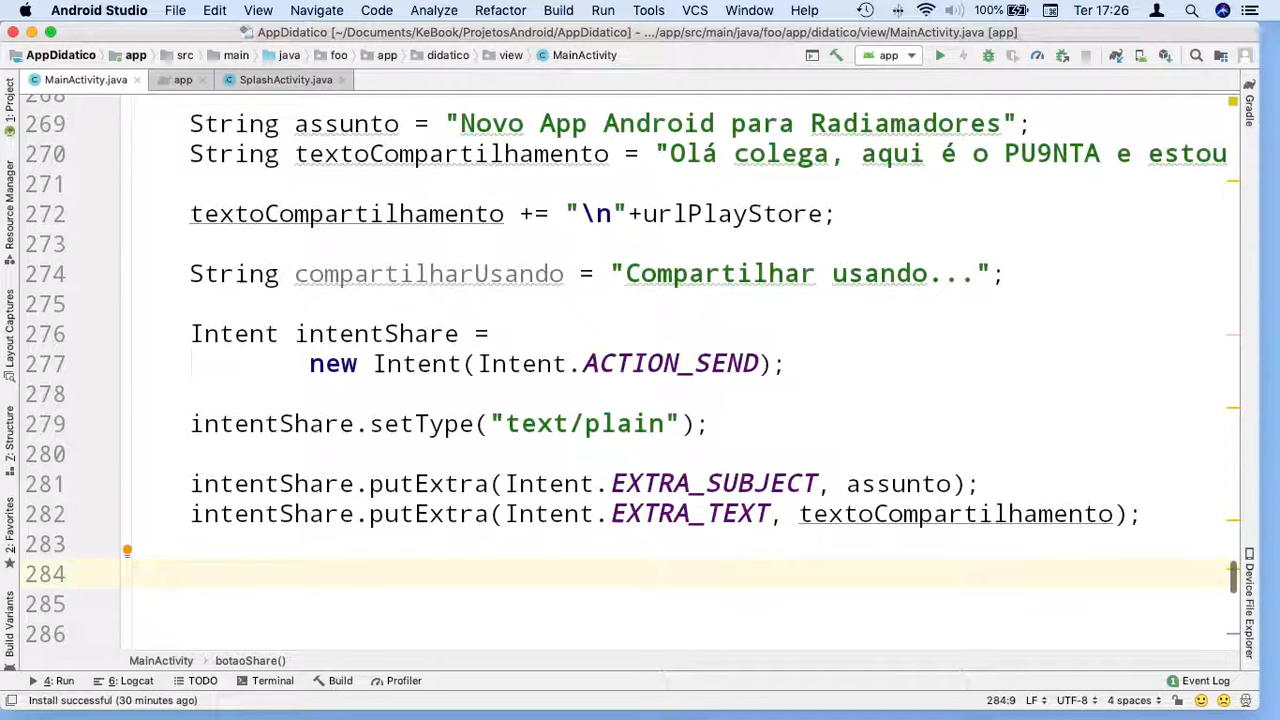 Android Studio File Edit View Navigate Code Analyze Refactor Build Run Tools VCS Window Help 100% Ter 17:26
AppDidatico [~/Documents/KeBook/ProjetosAndroid/AppDidatico] - .../app/src/main/java/foo/app/didatico/view/MainActivity.java [app]
AppDidatico app src main java foo app didatico view MainActivity app
MainActivity.java app SplashActivity.java
1: Project
Resource Manager
Layout Captures
7: Structure
2: Favorites
Build Variants
Gradle
Device File Explorer
268
269 String assunto = "Novo App Android para Radiamadores";
270 String textoCompartilhamento = "Olá colega, aqui é o PU9NTA e estou
271
272 textoCompartilhamento += "\n"+urlPlayStore;
273
274 String compartilharUsando = "Compartilhar usando...";
275
276 Intent intentShare =
277 new Intent(Intent.ACTION_SEND);
278
279 intentShare.setType("text/plain");
280
281 intentShare.putExtra(Intent.EXTRA_SUBJECT, assunto);
282 intentShare.putExtra(Intent.EXTRA_TEXT, textoCompartilhamento);
283
284
285
286
MainActivity botaoShare()
4: Run 6: Logcat TODO Terminal Build Profiler 1 Event Log
Install successful (30 minutes ago) 284:9 LF UTF-8 4 spaces